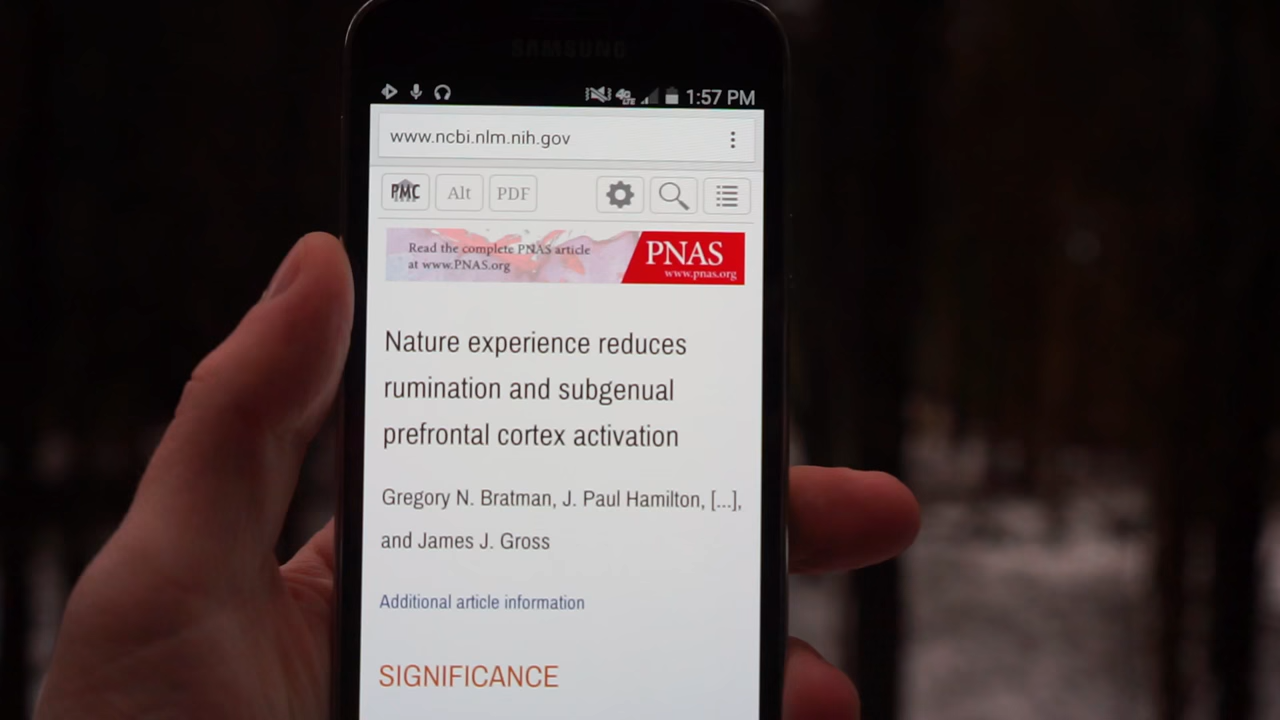 SAMSUNG
1:57 PM
www.ncbi.nlm.nih.gov
PMC Alt PDF
Read the complete PNAS article
at www.PNAS.org
PNAS
www.pnas.org
Nature experience reduces
rumination and subgenual
prefrontal cortex activation
Gregory N. Bratman, J. Paul Hamilton, [...],
and James J. Gross
Additional article information
SIGNIFICANCE